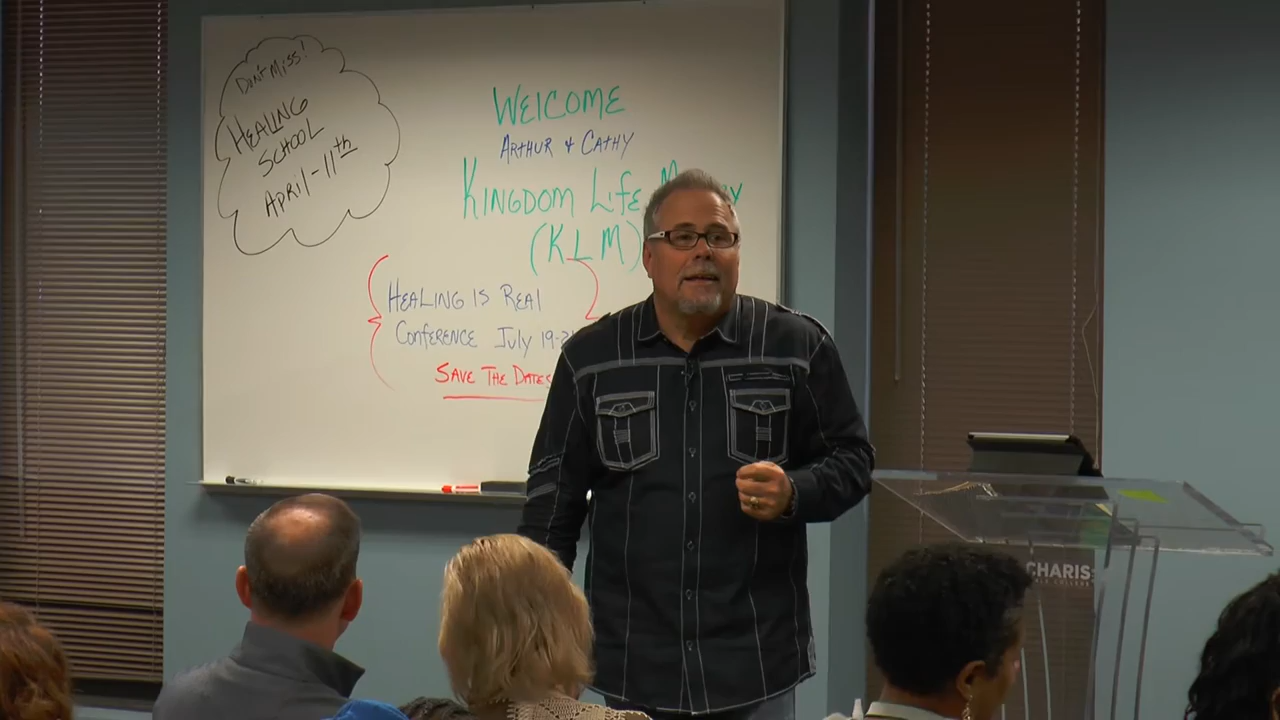 Don't Miss!
HEALING
SCHOOL
APRIL-11th
WELCOME
ARTHUR & CATHY
KINGDOM LIFE
(KLM)
HEALING IS REAL
CONFERENCE July 19-
SAVE THE DATES
CHARIS